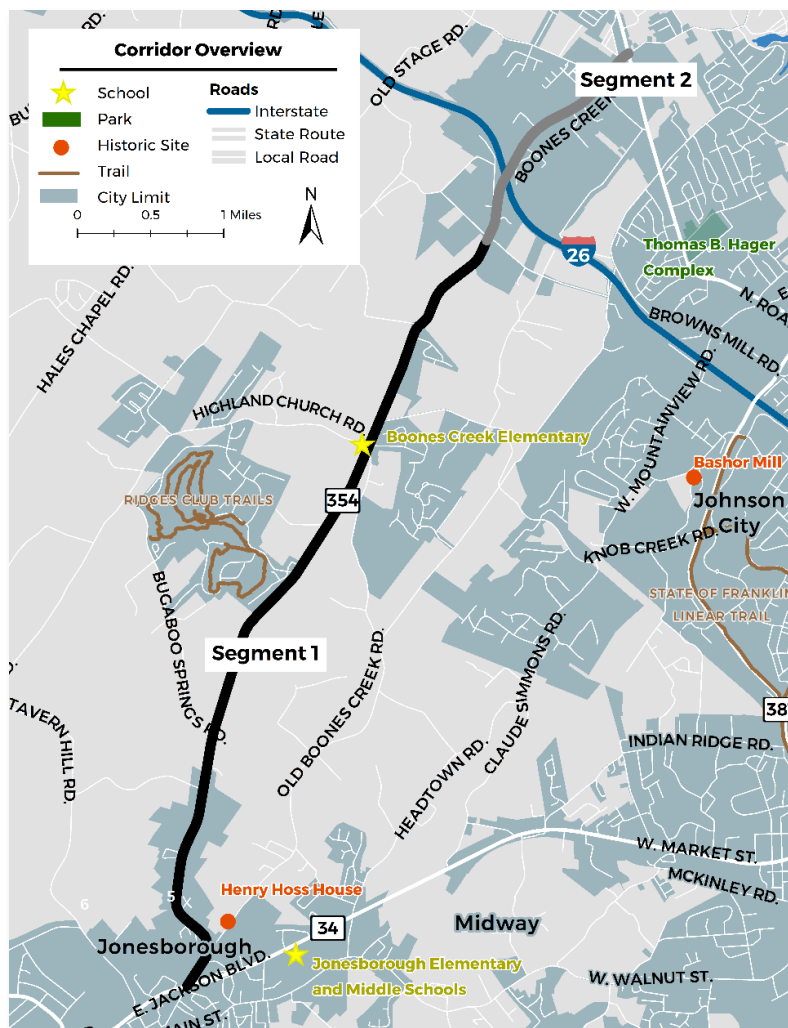 RD.
RD.
Corridor Overview
School
Park
Historic Site
Trail
City Limit
Roads
Interstate
State Route
Local Road
N
0 0.5 1 Miles
OLD STAGE RD.
Segment 2
BOONES CREEK
26
Thomas B. Hager
Complex
HALES CHAPEL RD.
BROWNS MILL RD.
HIGHLAND CHURCH RD.
Boones Creek Elementary
W. MOUNTAINVIEW RD.
Bashor Mill
354
RIDGES CLUB TRAILS
Johnson
City
KNOB CREEK RD.
STATE OF FRANKLIN
LINEAR TRAIL
BUGABOO SPRINGS RD.
Segment 1
OLD BOONES CREEK RD.
CLAUDE SIMMONS RD.
TAVERN HILL RD.
38
INDIAN RIDGE RD.
HEADTOWN RD.
W. MARKET ST.
MCKINLEY RD.
Henry Hoss House
5
6
34
Midway
Jonesborough
E. JACKSON BLVD.
Jonesborough Elementary
and Middle Schools
W. WALNUT ST.